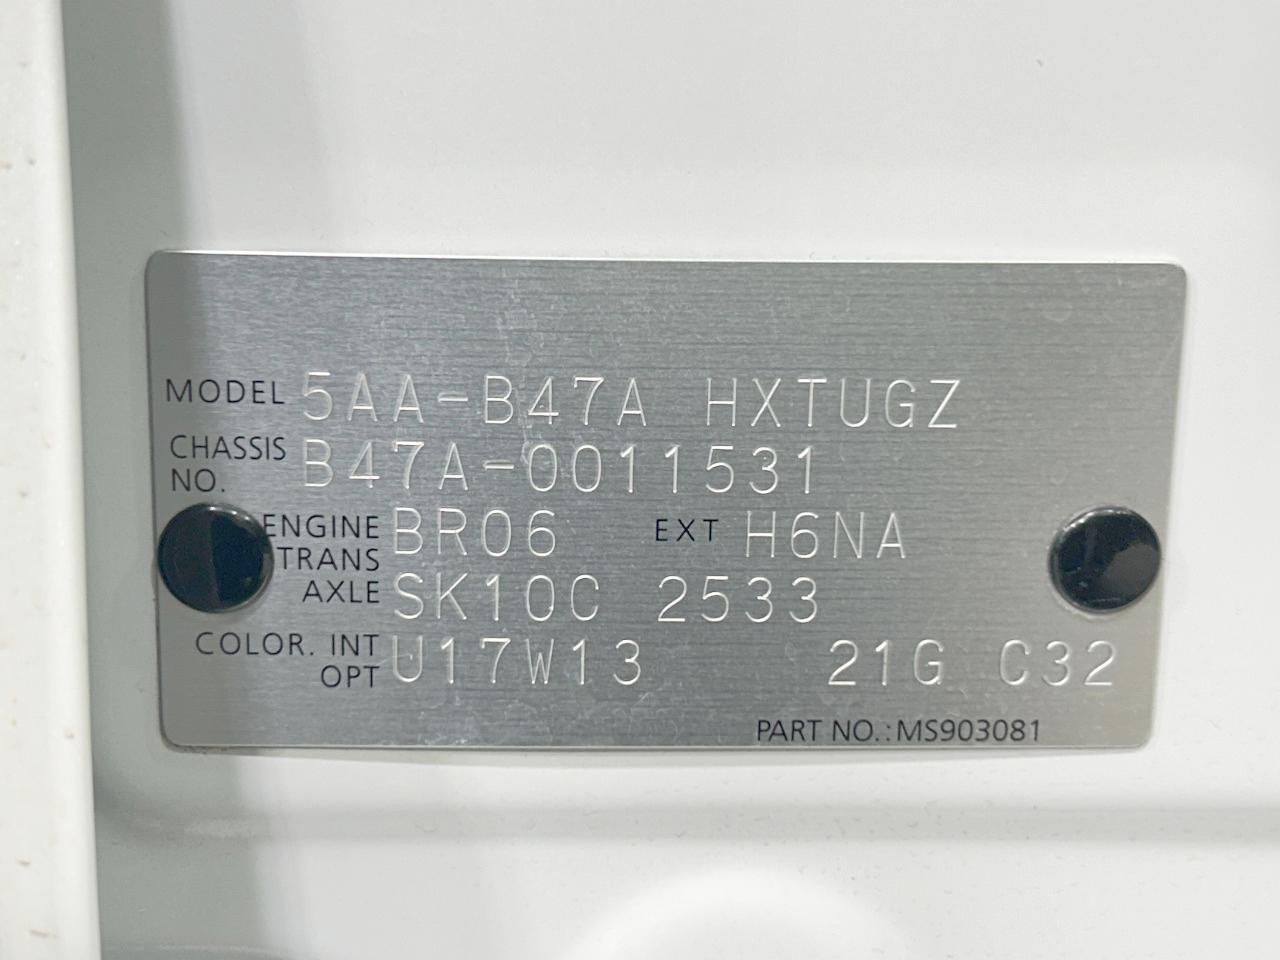 MODEL 5AA-B47A HXTUGZ
CHASSIS NO. B47A-0011531
ENGINE BR06 EXT H6NA
TRANS AXLE SK10C 2533
COLOR. INT OPT U17W13 21G C32
PART NO.:MS903081